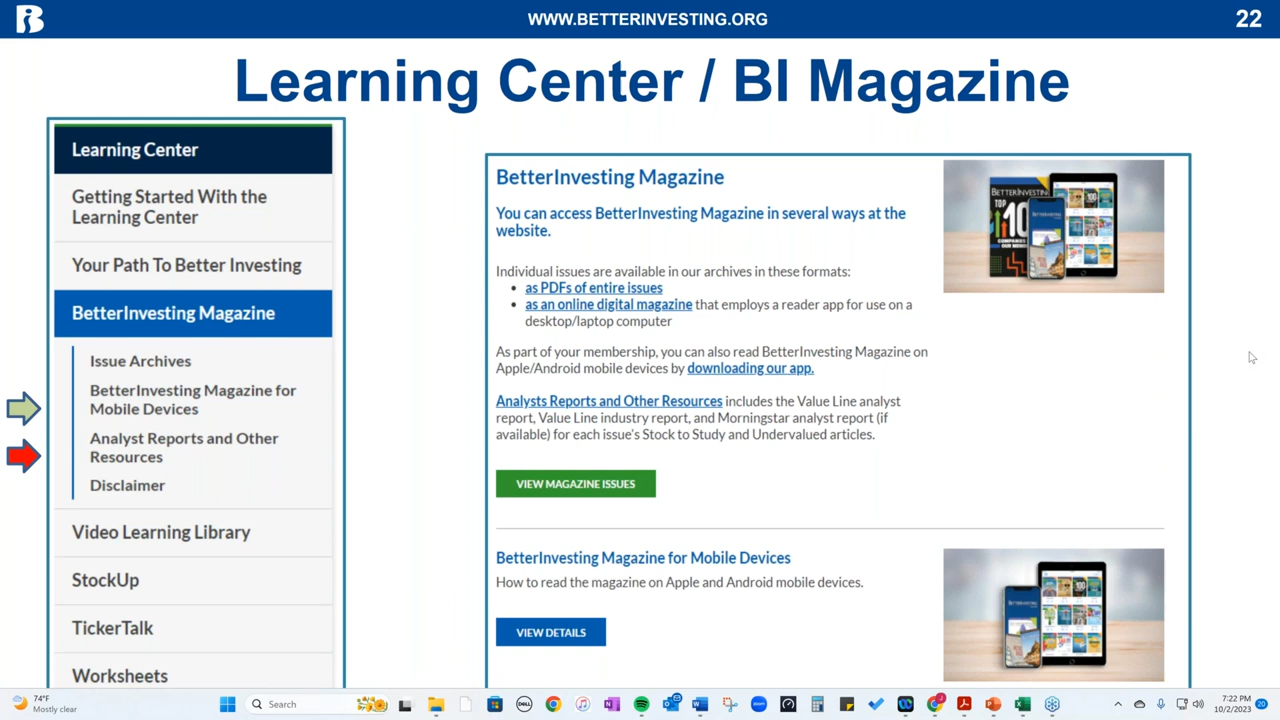 WWW.BETTERINVESTING.ORG
22
Learning Center / BI Magazine
Learning Center
Getting Started With the
Learning Center
Your Path To Better Investing
BetterInvesting Magazine
Issue Archives
BetterInvesting Magazine for
Mobile Devices
Analyst Reports and Other
Resources
Disclaimer
Video Learning Library
StockUp
TickerTalk
Worksheets
BetterInvesting Magazine
You can access BetterInvesting Magazine in several ways at the
website.
Individual issues are available in our archives in these formats:
• as PDFs of entire issues
• as an online digital magazine that employs a reader app for use on a
desktop/laptop computer
As part of your membership, you can also read BetterInvesting Magazine on
Apple/Android mobile devices by downloading our app.
Analysts Reports and Other Resources includes the Value Line analyst
report, Value Line industry report, and Morningstar analyst report (if
available) for each issue's Stock to Study and Undervalued articles.
VIEW MAGAZINE ISSUES
BetterInvesting Magazine for Mobile Devices
How to read the magazine on Apple and Android mobile devices.
VIEW DETAILS
BETTERINVESTING
TOP
74°F
Mostly clear
Search
7:22 PM
10/2/2023
20